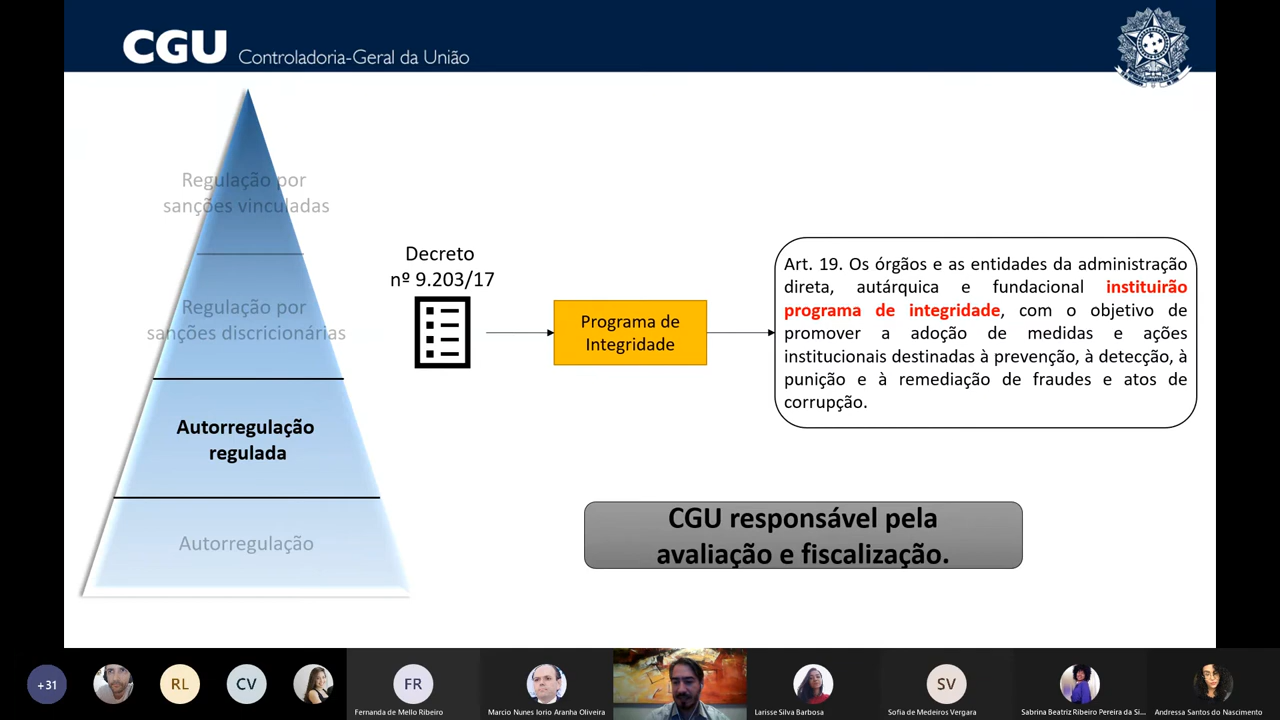 CGU Controladoria-Geral da União
Regulação por
sanções vinculadas
Regulação por
sanções discricionárias
Autorregulação
regulada
Autorregulação
Decreto
nº 9.203/17
Programa de
Integridade
Art. 19. Os órgãos e as entidades da administração
direta, autárquica e fundacional instituirão
programa de integridade, com o objetivo de
promover a adoção de medidas e ações
institucionais destinadas à prevenção, à detecção, à
punição e à remediação de fraudes e atos de
corrupção.
CGU responsável pela
avaliação e fiscalização.
+31
RL
CV
FR
SV
Fernanda de Mello Ribeiro
Marcio Nunes Iorio Aranha Oliveira
Larisse Silva Barbosa
Sofia de Medeiros Vergara
Sabrina Beatriz Ribeiro Pereira da Si...
Andressa Santos do Nascimento